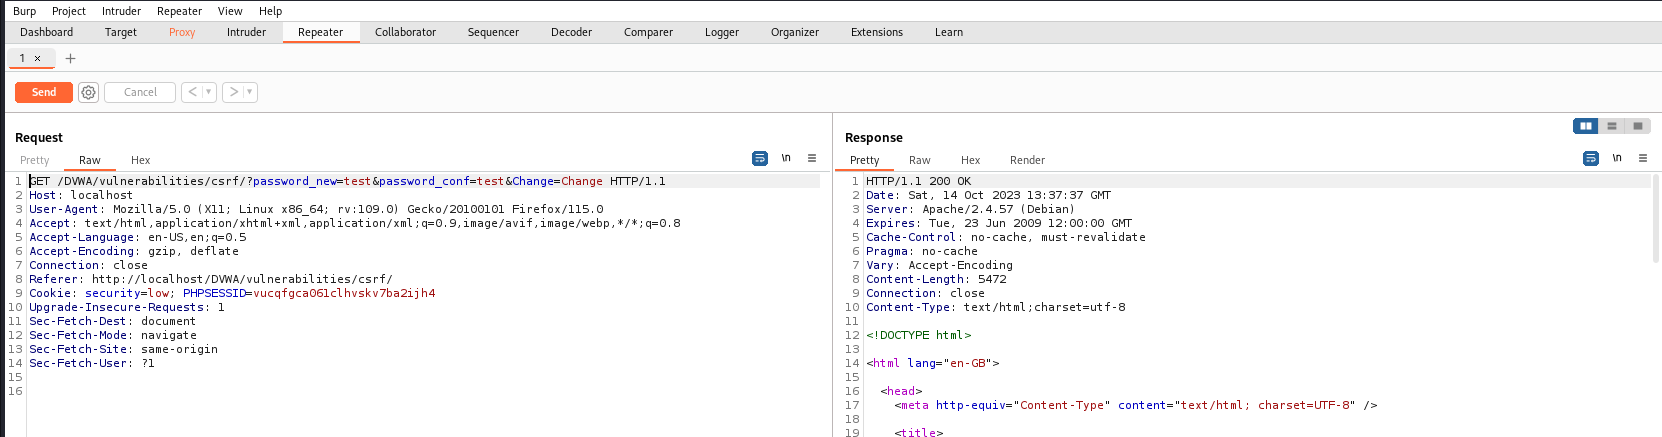 Burp Project Intruder Repeater View Help
Dashboard Target Proxy Intruder Repeater Collaborator Sequencer Decoder Comparer Logger Organizer Extensions Learn
1 × +
Send Cancel < >
Request
Pretty Raw Hex \n
1 GET /DVWA/vulnerabilities/csrf/?password_new=test&password_conf=test&Change=Change HTTP/1.1
2 Host: localhost
3 User-Agent: Mozilla/5.0 (X11; Linux x86_64; rv:109.0) Gecko/20100101 Firefox/115.0
4 Accept: text/html,application/xhtml+xml,application/xml;q=0.9,image/avif,image/webp,*/*;q=0.8
5 Accept-Language: en-US,en;q=0.5
6 Accept-Encoding: gzip, deflate
7 Connection: close
8 Referer: http://localhost/DVWA/vulnerabilities/csrf/
9 Cookie: security=low; PHPSESSID=vucqfgca061clhvskv7ba2ijh4
10 Upgrade-Insecure-Requests: 1
11 Sec-Fetch-Dest: document
12 Sec-Fetch-Mode: navigate
13 Sec-Fetch-Site: same-origin
14 Sec-Fetch-User: ?1
15
16
Response
Pretty Raw Hex Render \n
1 HTTP/1.1 200 OK
2 Date: Sat, 14 Oct 2023 13:37:37 GMT
3 Server: Apache/2.4.57 (Debian)
4 Expires: Tue, 23 Jun 2009 12:00:00 GMT
5 Cache-Control: no-cache, must-revalidate
6 Pragma: no-cache
7 Vary: Accept-Encoding
8 Content-Length: 5472
9 Connection: close
10 Content-Type: text/html;charset=utf-8
11
12 <!DOCTYPE html>
13
14 <html lang="en-GB">
15
16 <head>
17 <meta http-equiv="Content-Type" content="text/html; charset=UTF-8" />
18
19 <title>